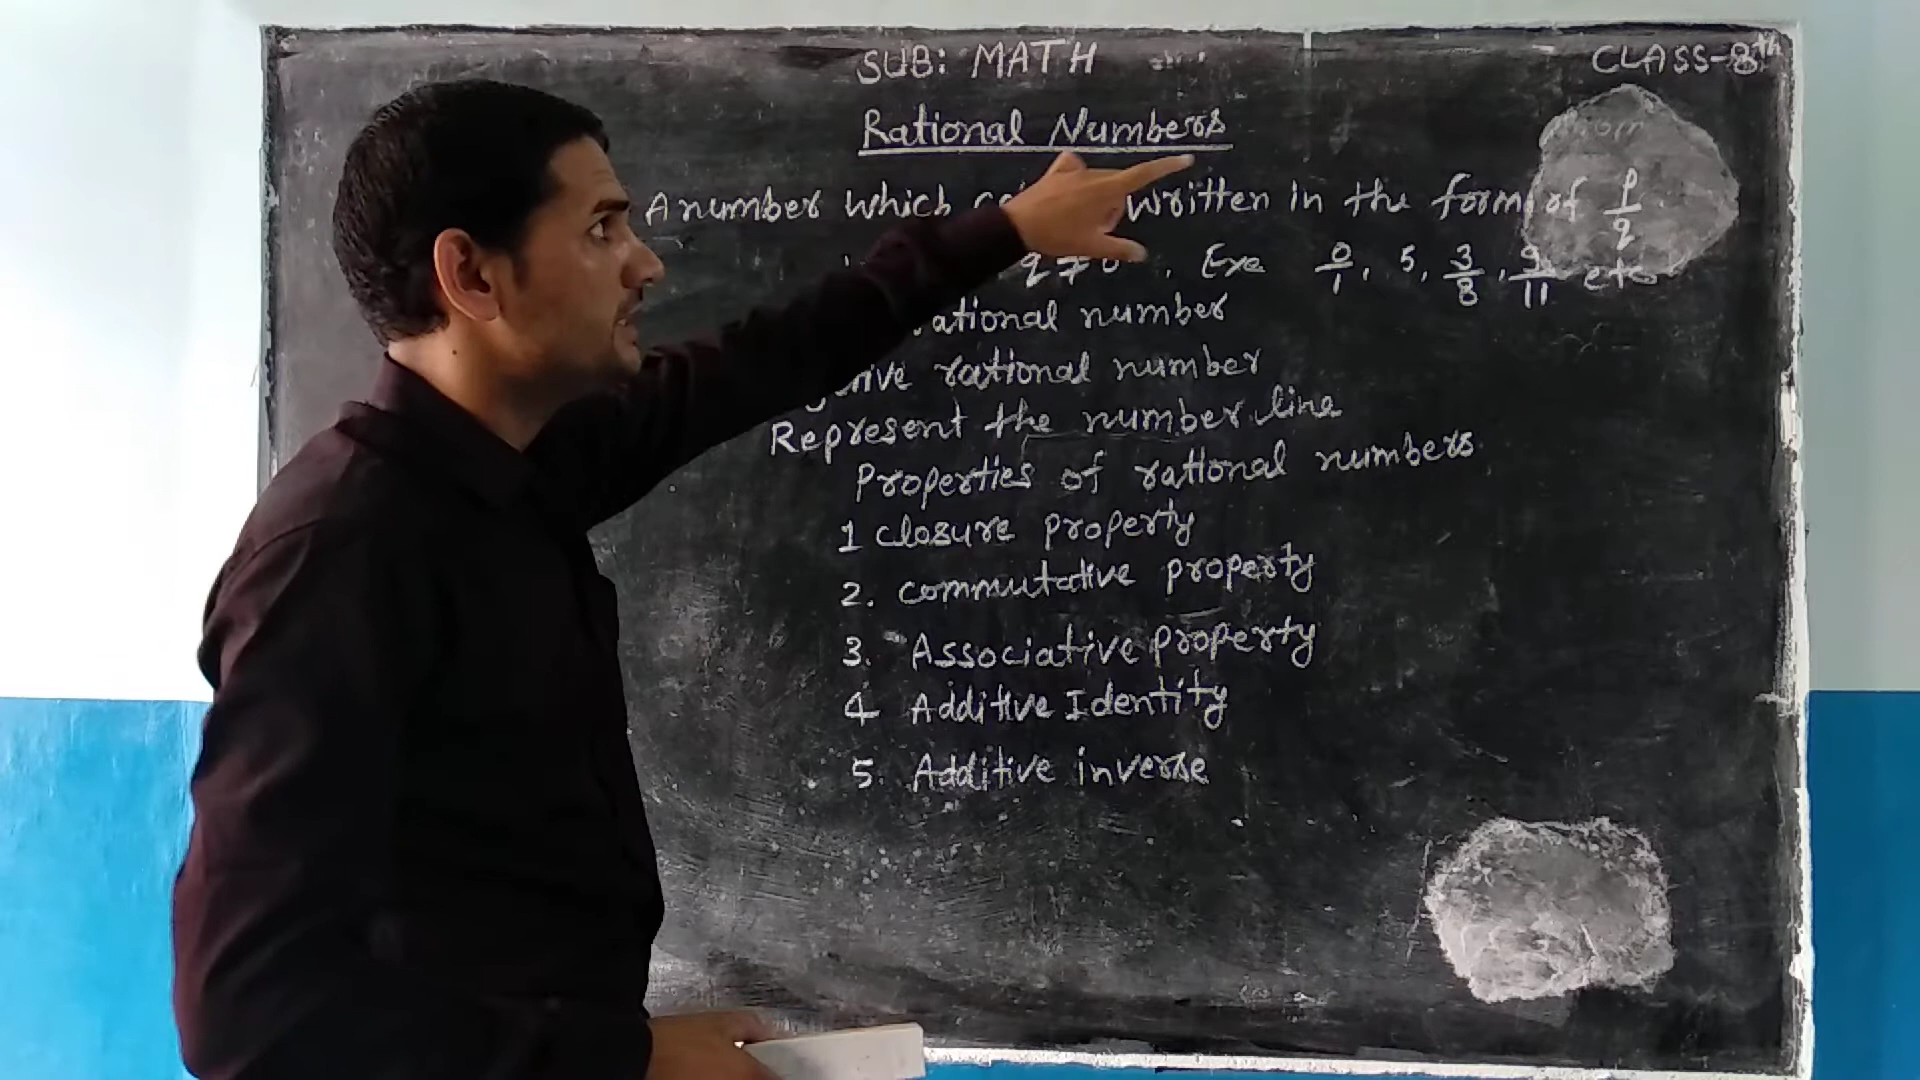 SUB: MATH
CLASS-8th
Rational Numbers
A number which written in the form of p/q
q ≠ 0 , Exe 0/1, 5, 3/8, 9/11 etc
rational number
rational number
Represent the number line
Properties of rational numbers
1 closure property
2. commutative property
3. Associative property
4 Additive Identity
5. Additive inverse